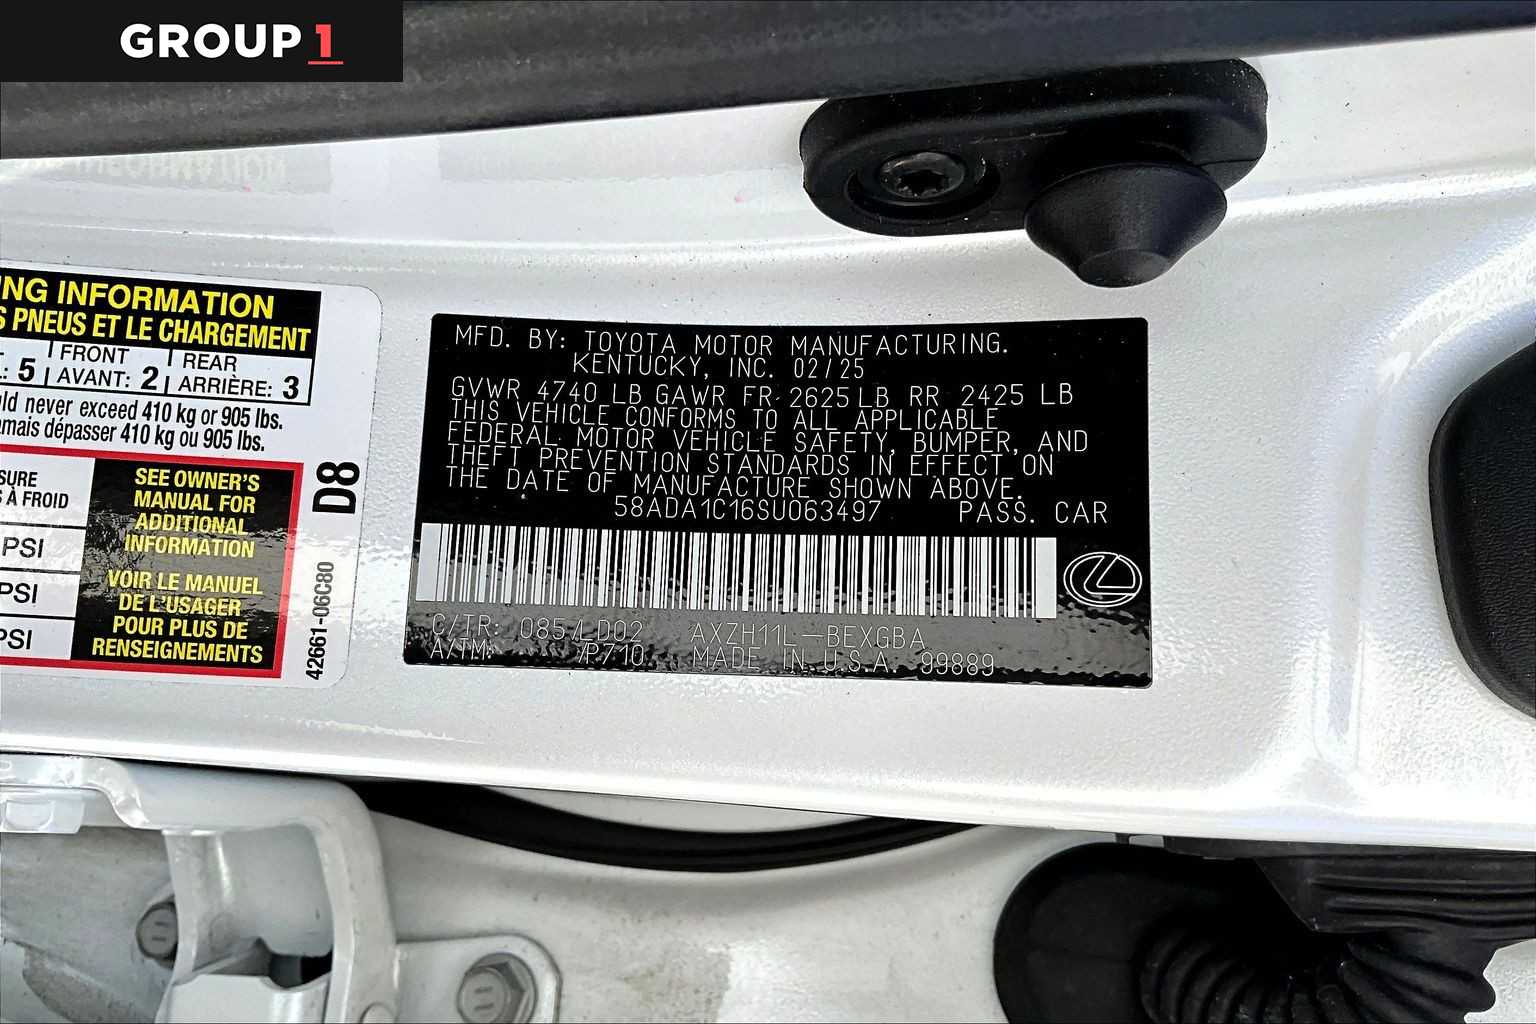 GROUP 1
NG INFORMATION
S PNEUS ET LE CHARGEMENT
: 5 FRONT AVANT: 2 REAR ARRIÈRE: 3
ld never exceed 410 kg or 905 lbs.
amais dépasser 410 kg ou 905 lbs.
SURE
À FROID
PSI
PSI
PSI
SEE OWNER'S
MANUAL FOR
ADDITIONAL
INFORMATION
VOIR LE MANUEL
DE L'USAGER
POUR PLUS DE
RENSEIGNEMENTS
D8
42661-06C80
MFD. BY: TOYOTA MOTOR MANUFACTURING.
KENTUCKY, INC. 02/25
GVWR 4740 LB GAWR FR 2625 LB RR 2425 LB
THIS VEHICLE CONFORMS TO ALL APPLICABLE
FEDERAL MOTOR VEHICLE SAFETY, BUMPER, AND
THEFT PREVENTION STANDARDS IN EFFECT ON
THE DATE OF MANUFACTURE SHOWN ABOVE.
58ADA1C16SU063497 PASS. CAR
C/TR: 085/LD02 AXZH11L-BEXGBA
A/TM: /P710 MADE IN U.S.A. 99889